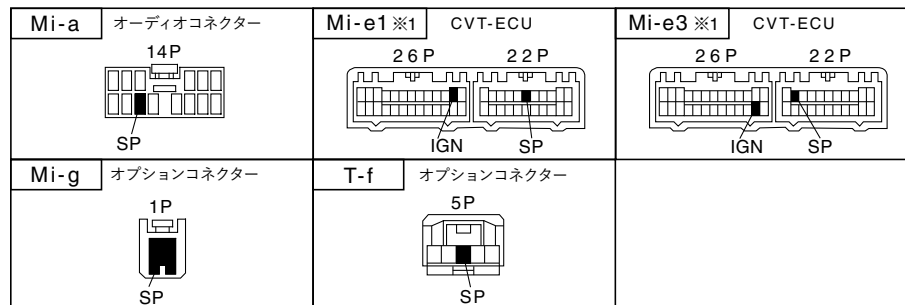 Mi-a オーディオコネクター
14P
SP
Mi-e1 ※1 CVT-ECU
26P 22P
IGN SP
Mi-e3 ※1 CVT-ECU
26P 22P
IGN SP
Mi-g オプションコネクター
1P
SP
T-f オプションコネクター
5P
SP